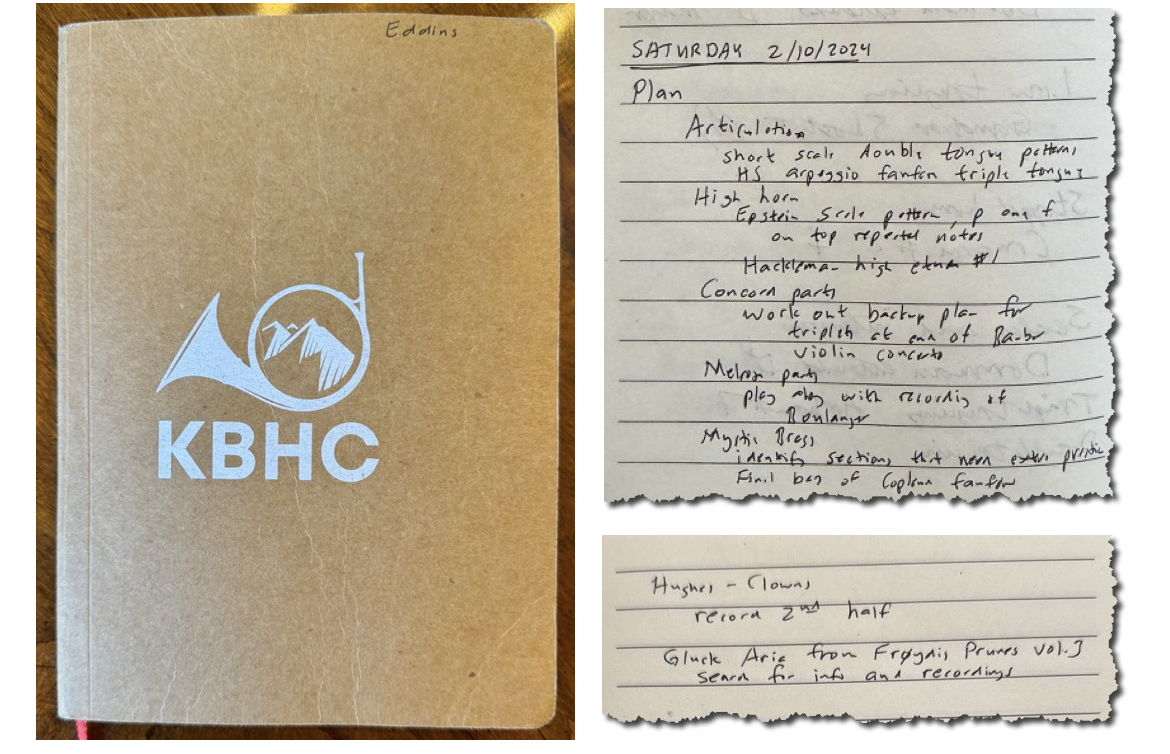 Eddins
KBHC
SATURDAY 2/10/2024
Plan
Articulation
short scale double tongue patterns
HS arpeggio fanfare triple tongue
High horn
Epstein scale pattern, p and f
on top repeated notes
Hackleman high etude #1
Concord parts
work out backup plan for
triplets at end of Barber
violin concerto
Melrose parts
play along with recording of
Boulanger
Mystic Brass
identify sections that need extra practice
Final bars of Copland fanfare
Hughes - Clowns
record 2nd half
Gluck Aria from Frøydis Prunes vol.3
search for info and recordings